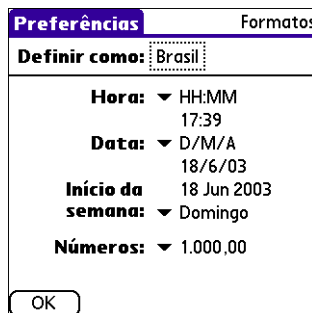 Preferências Formatos
Definir como: Brasil
Hora: HH:MM
17:39
Data: D/M/A
18/6/03
Início da 18 Jun 2003
semana: Domingo
Números: 1.000,00
OK